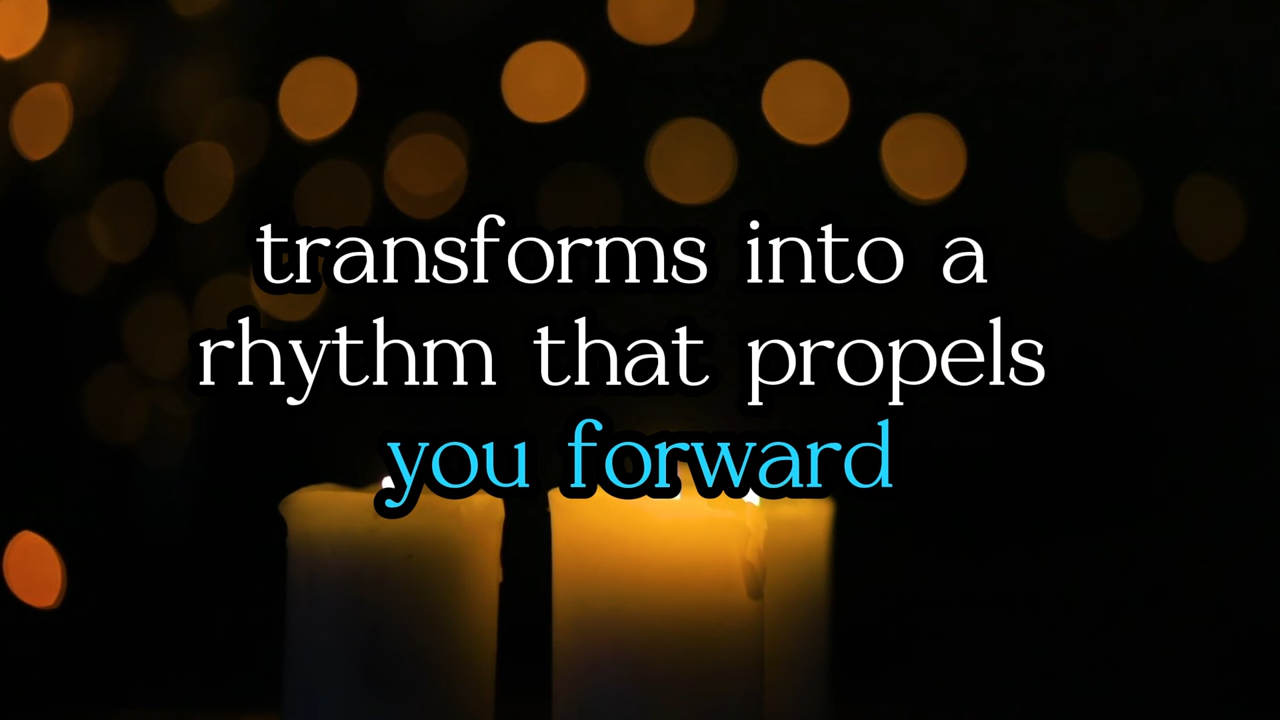 transforms into a
rhythm that propels
you forward